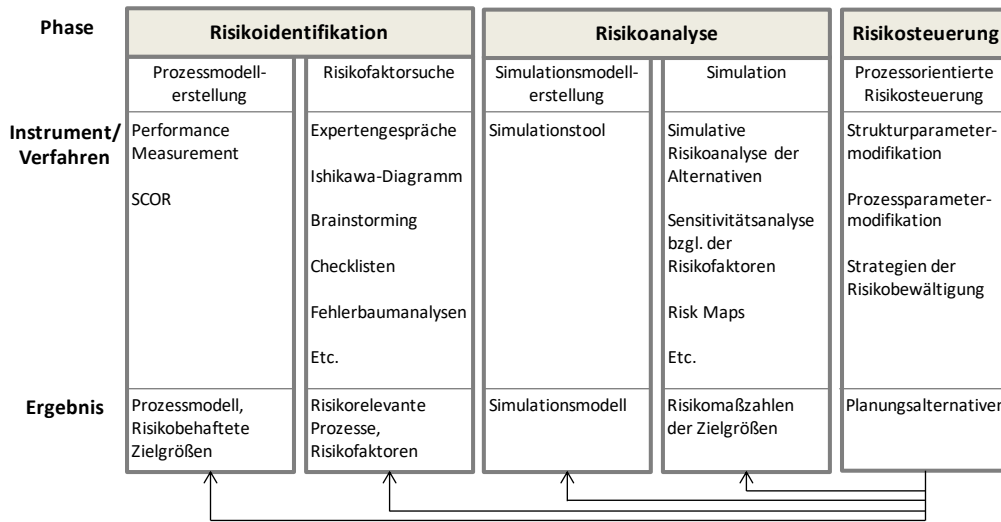 Phase
Risikoidentifikation
Risikoanalyse
Risikosteuerung
Prozessmodell-
erstellung
Risikofaktorsuche
Simulationsmodell-
erstellung
Simulation
Prozessorientierte
Risikosteuerung
Instrument/
Verfahren
Performance
Measurement
SCOR
Expertengespräche
Ishikawa-Diagramm
Brainstorming
Checklisten
Fehlerbaumanalysen
Etc.
Simulationstool
Simulative
Risikoanalyse der
Alternativen
Sensitivitätsanalyse
bzgl. der
Risikofaktoren
Risk Maps
Etc.
Strukturparameter-
modifikation
Prozessparameter-
modifikation
Strategien der
Risikobewältigung
Ergebnis
Prozessmodell,
Risikobehaftete
Zielgrößen
Risikorelevante
Prozesse,
Risikofaktoren
Simulationsmodell
Risikomaßzahlen
der Zielgrößen
Planungsalternativen